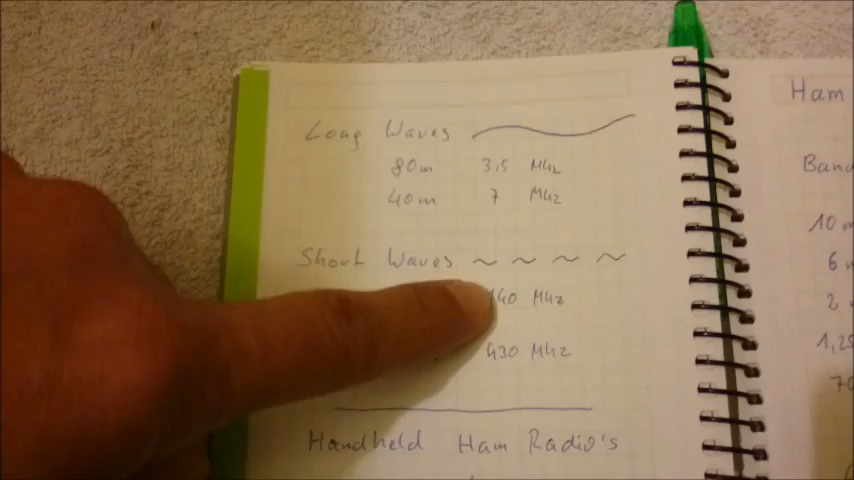 Long Waves
80m 3,5 MHz
40m 7 MHz
Short Waves
140 MHz
430 MHz
Handheld Ham Radio's
Ham
Band
10 m
6 m
2 m
1,25
70